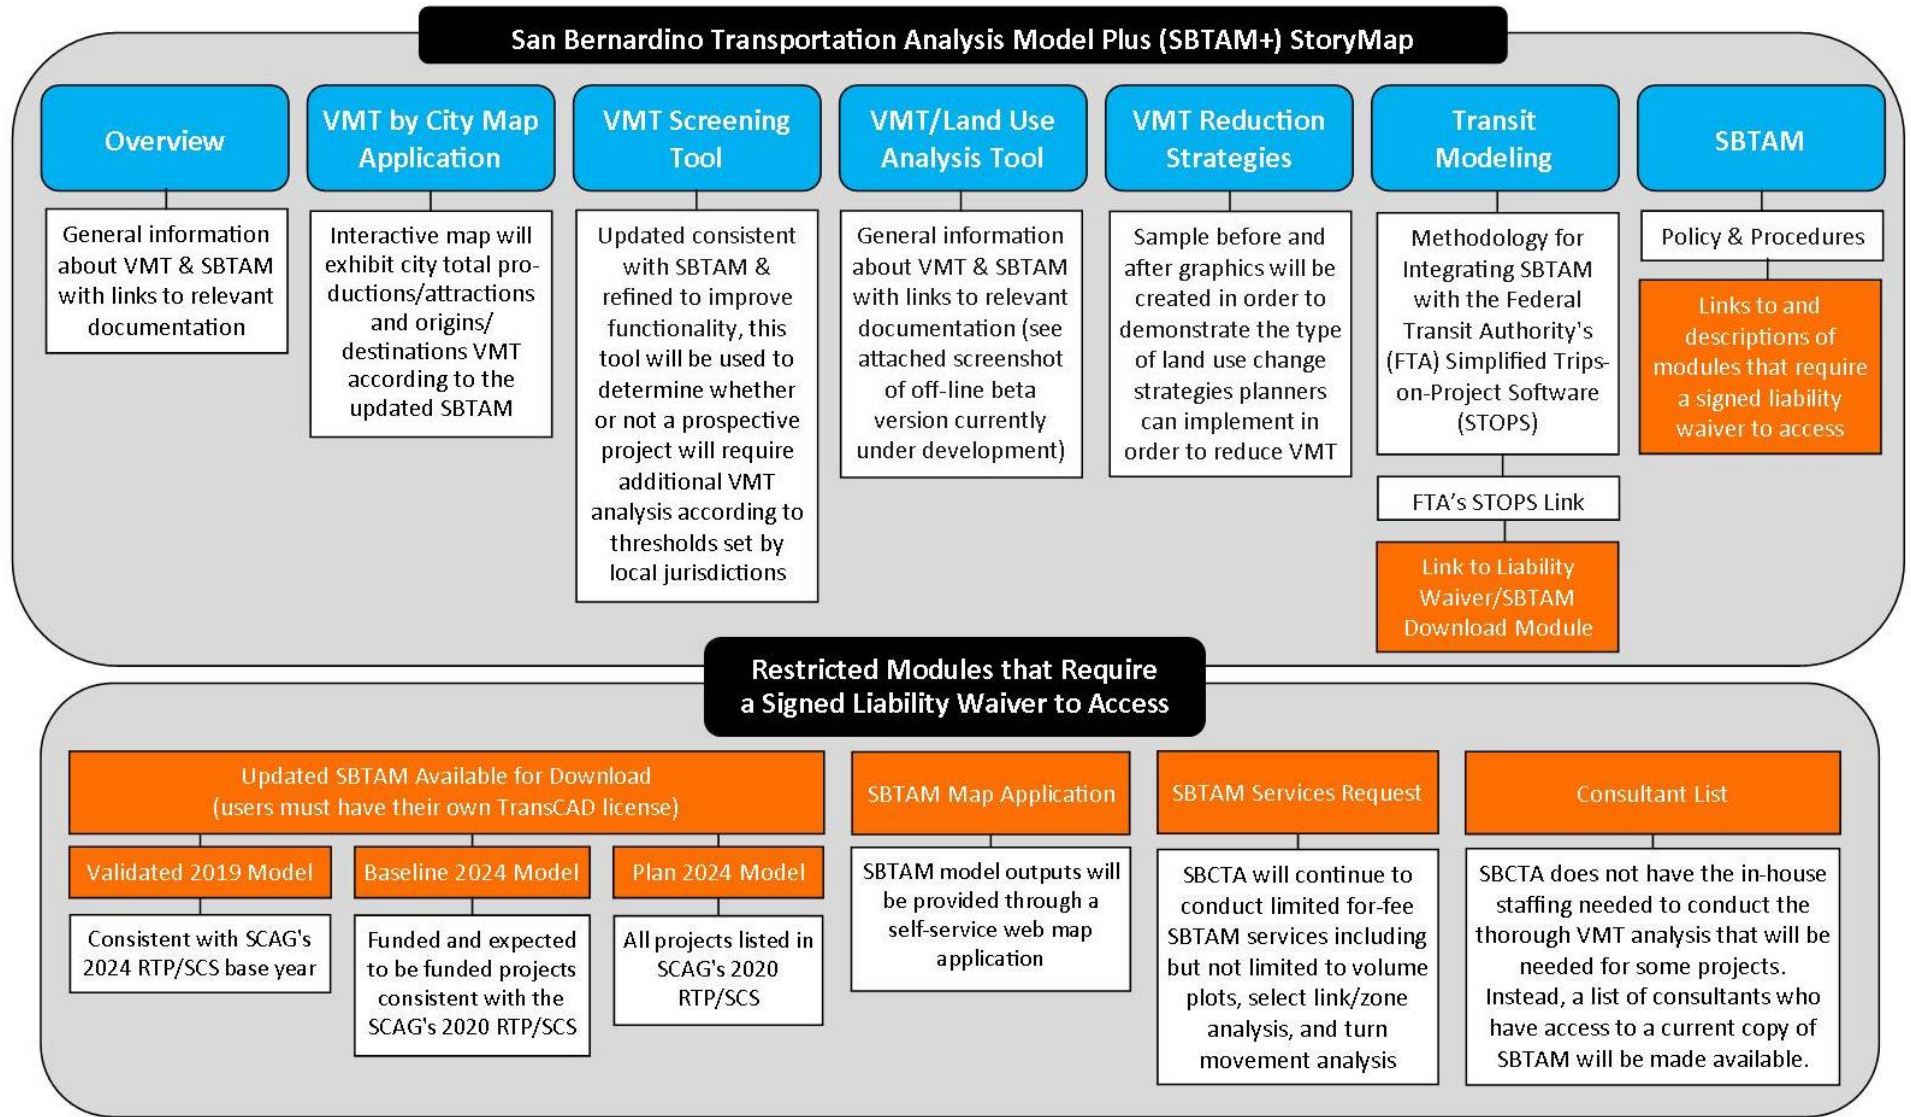 San Bernardino Transportation Analysis Model Plus (SBTAM+) StoryMap
Overview
General information
about VMT & SBTAM
with links to relevant
documentation
VMT by City Map
Application
Interactive map will
exhibit city total pro-
ductions/attractions
and origins/
destinations VMT
according to the
updated SBTAM
VMT Screening
Tool
Updated consistent
with SBTAM &
refined to improve
functionality, this
tool will be used to
determine whether
or not a prospective
project will require
additional VMT
analysis according to
thresholds set by
local jurisdictions
VMT/Land Use
Analysis Tool
General information
about VMT & SBTAM
with links to relevant
documentation (see
attached screenshot
of off-line beta
version currently
under development)
VMT Reduction
Strategies
Sample before and
after graphics will be
created in order to
demonstrate the type
of land use change
strategies planners
can implement in
order to reduce VMT
Transit
Modeling
Methodology for
Integrating SBTAM
with the Federal
Transit Authority's
(FTA) Simplified Trips-
on-Project Software
(STOPS)
FTA's STOPS Link
Link to Liability
Waiver/SBTAM
Download Module
SBTAM
Policy & Procedures
Links to and
descriptions of
modules that require
a signed liability
waiver to access
Restricted Modules that Require
a Signed Liability Waiver to Access
Updated SBTAM Available for Download
(users must have their own TransCAD license)
Validated 2019 Model
Consistent with SCAG's
2024 RTP/SCS base year
Baseline 2024 Model
Funded and expected
to be funded projects
consistent with the
SCAG's 2020 RTP/SCS
Plan 2024 Model
All projects listed in
SCAG's 2020
RTP/SCS
SBTAM Map Application
SBTAM model outputs will
be provided through a
self-service web map
application
SBTAM Services Request
SBCTA will continue to
conduct limited for-fee
SBTAM services including
but not limited to volume
plots, select link/zone
analysis, and turn
movement analysis
Consultant List
SBCTA does not have the in-house
staffing needed to conduct the
thorough VMT analysis that will be
needed for some projects.
Instead, a list of consultants who
have access to a current copy of
SBTAM will be made available.